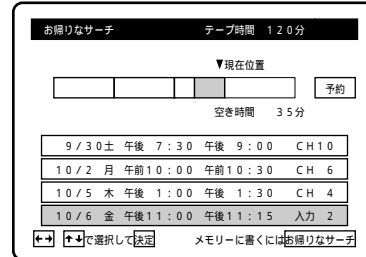 お帰りなサーチ テープ時間 120分
▼現在位置
予約
空き時間 35分
9/30土 午後 7:30 午後 9:00 CH10
10/2 月 午前10:00 午前10:30 CH 6
10/5 木 午後 1:00 午後 1:30 CH 4
10/6 金 午後11:00 午後11:15 入力 2
←→ ↑↓で選択して決定 メモリーに書くにはお帰りなサーチ